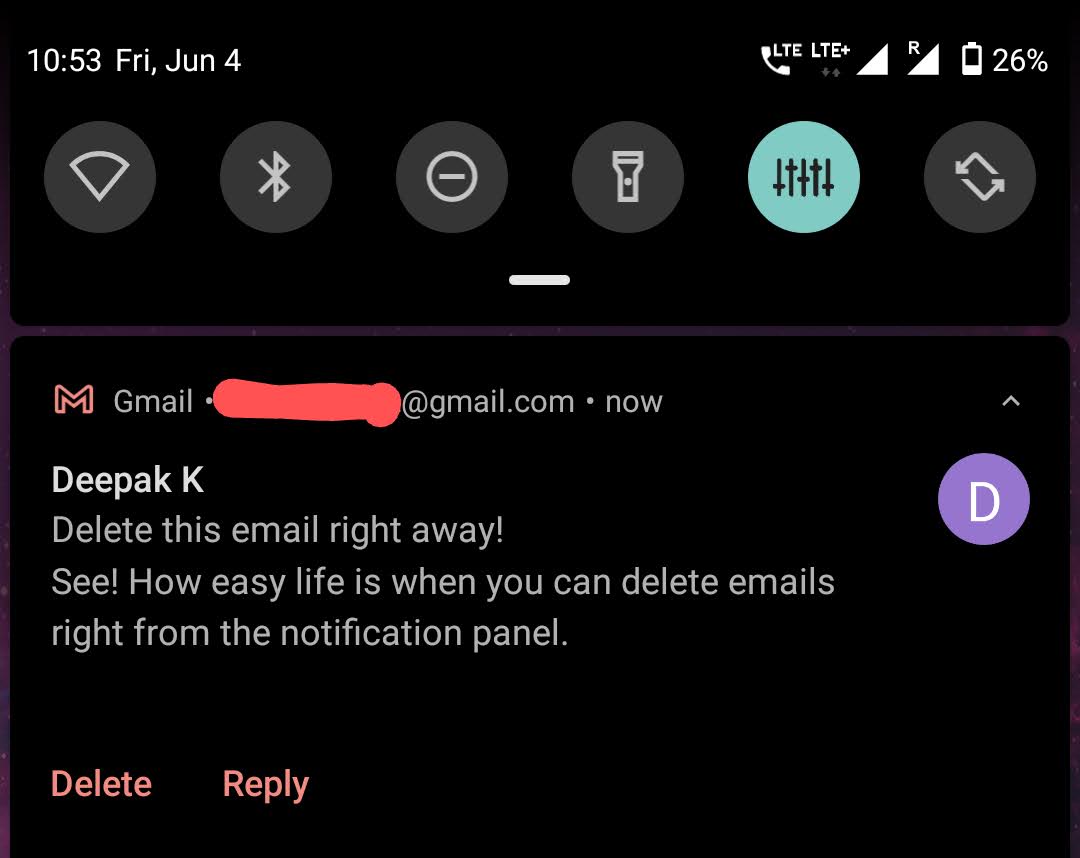 10:53 Fri, Jun 4 LTE LTE+ R 26%
Gmail • @gmail.com • now
Deepak K
D
Delete this email right away!
See! How easy life is when you can delete emails
right from the notification panel.
Delete Reply